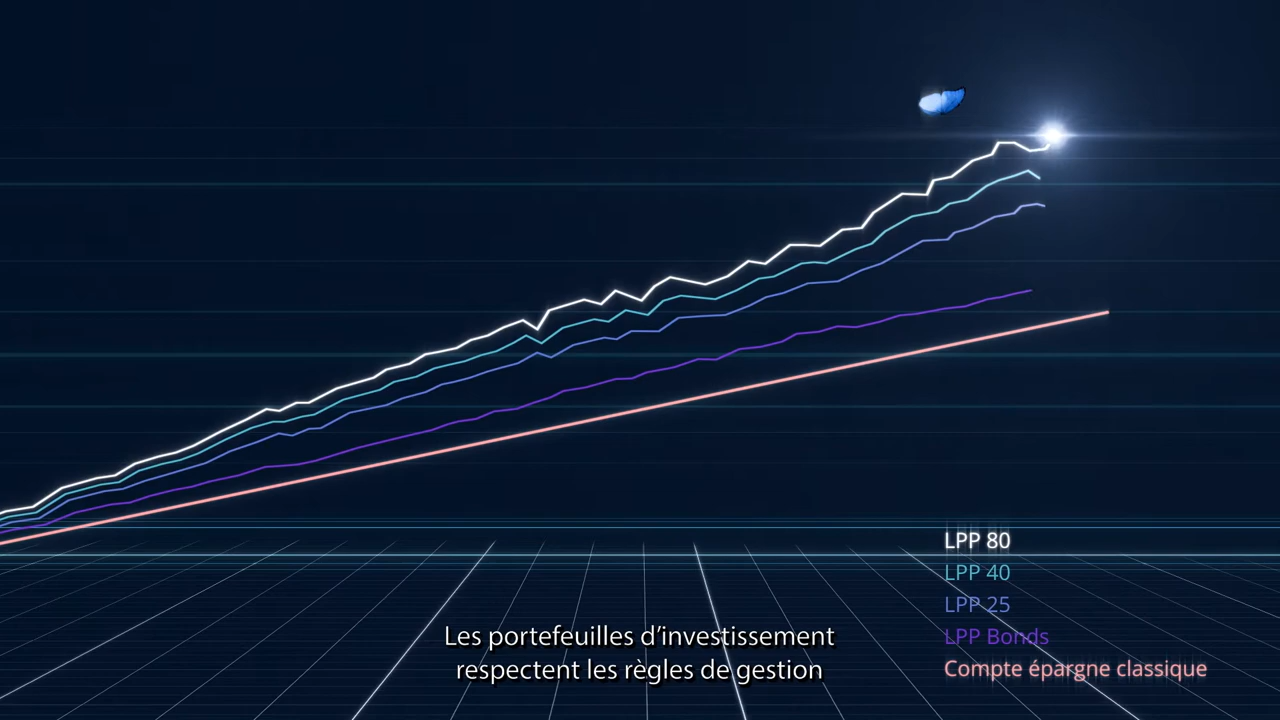 LPP 80
LPP 40
LPP 25
LPP Bonds
Compte épargne classique
Les portefeuilles d’investissement
respectent les règles de gestion